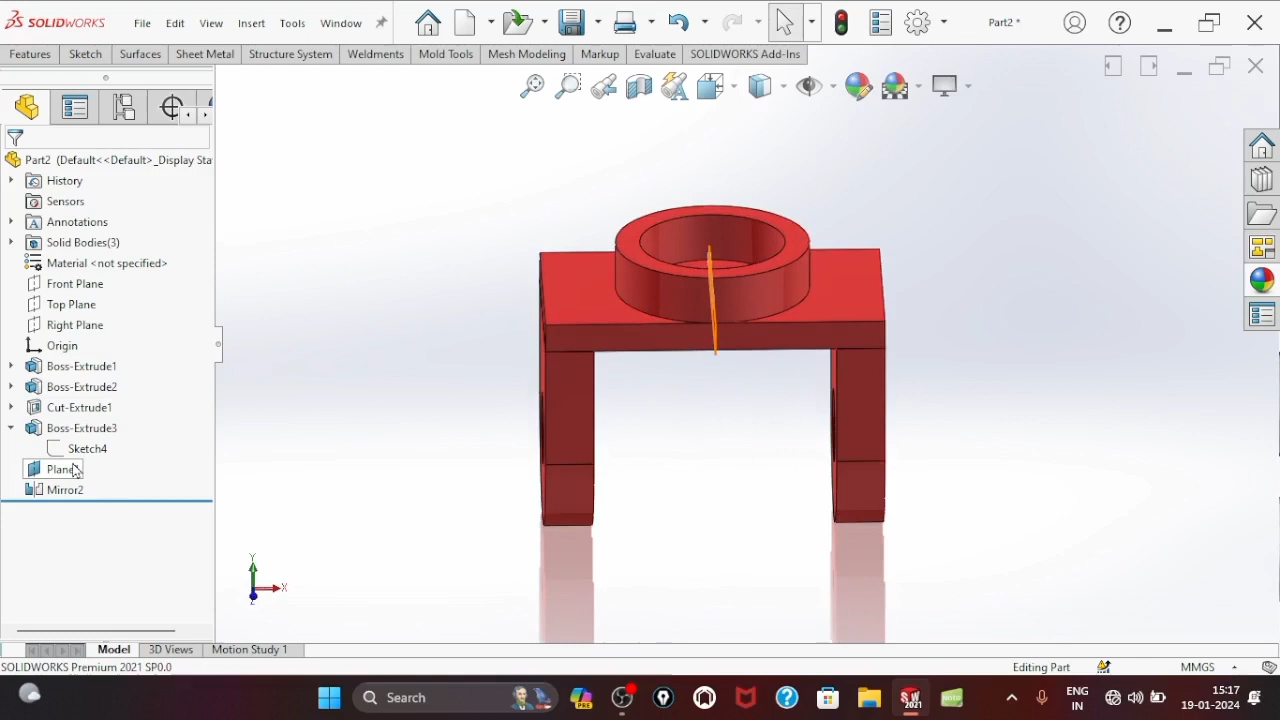 SOLIDWORKS File Edit View Insert Tools Window Part2 *
Features Sketch Surfaces Sheet Metal Structure System Weldments Mold Tools Mesh Modeling Markup Evaluate SOLIDWORKS Add-Ins
Part2 (Default<<Default>_Display Sta
History
Sensors
Annotations
Solid Bodies(3)
Material <not specified>
Front Plane
Top Plane
Right Plane
Origin
Boss-Extrude1
Boss-Extrude2
Cut-Extrude1
Boss-Extrude3
Sketch4
Plane
Mirror2
Y
X
Z
Model 3D Views Motion Study 1
SOLIDWORKS Premium 2021 SP0.0 Editing Part MMGS
Search PRE SW 2021 ENG IN 15:17 19-01-2024